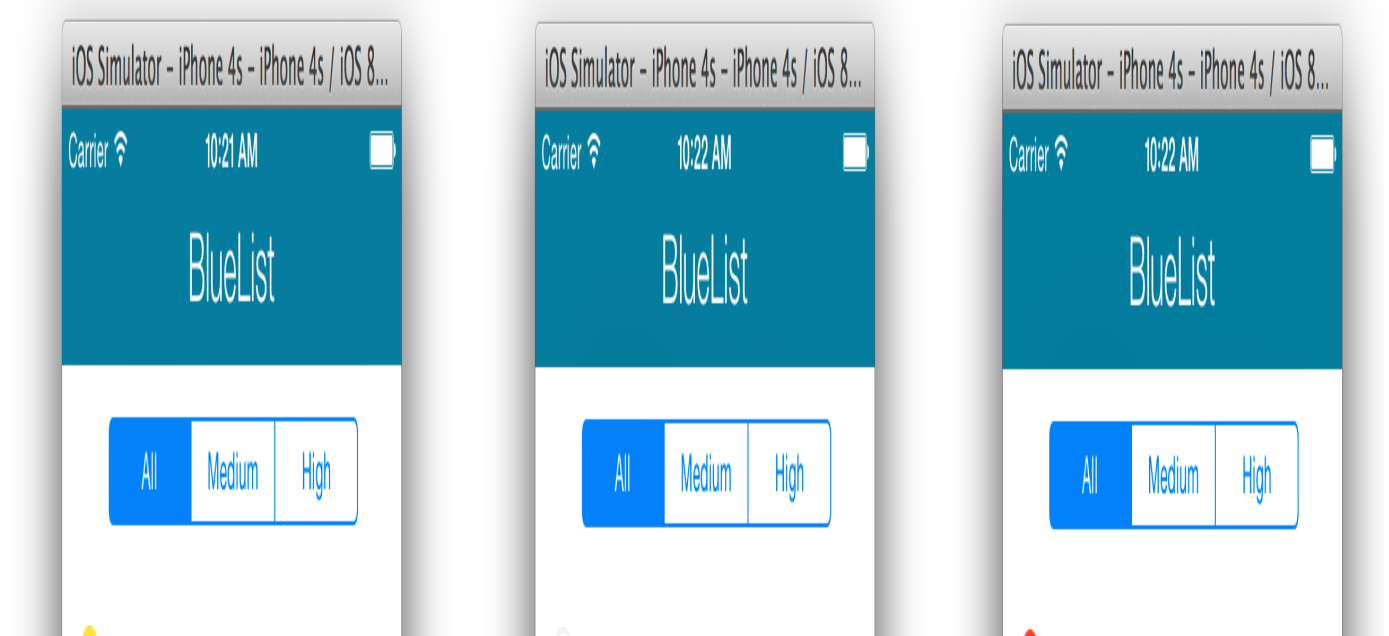 iOS Simulator – iPhone 4s – iPhone 4s / iOS 8...
Carrier 10:21 AM
BlueList
All Medium High
iOS Simulator – iPhone 4s – iPhone 4s / iOS 8...
Carrier 10:22 AM
BlueList
All Medium High
iOS Simulator – iPhone 4s – iPhone 4s / iOS 8...
Carrier 10:22 AM
BlueList
All Medium High